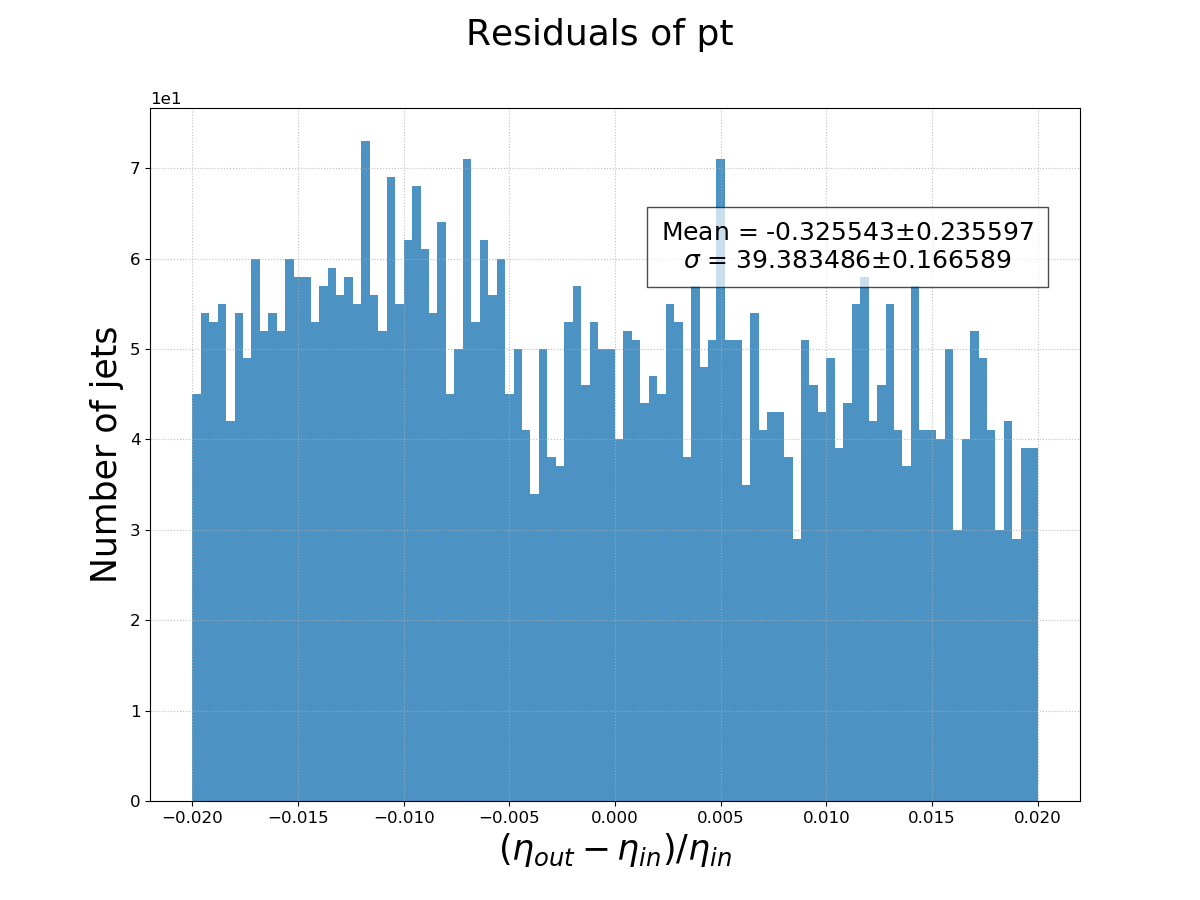 Residuals of pt
1e1
7
6
5
4
3
2
1
0
Number of jets
Mean = -0.325543±0.235597
σ = 39.383486±0.166589
−0.020 −0.015 −0.010 −0.005 0.000 0.005 0.010 0.015 0.020
(η_out − η_in)/η_in